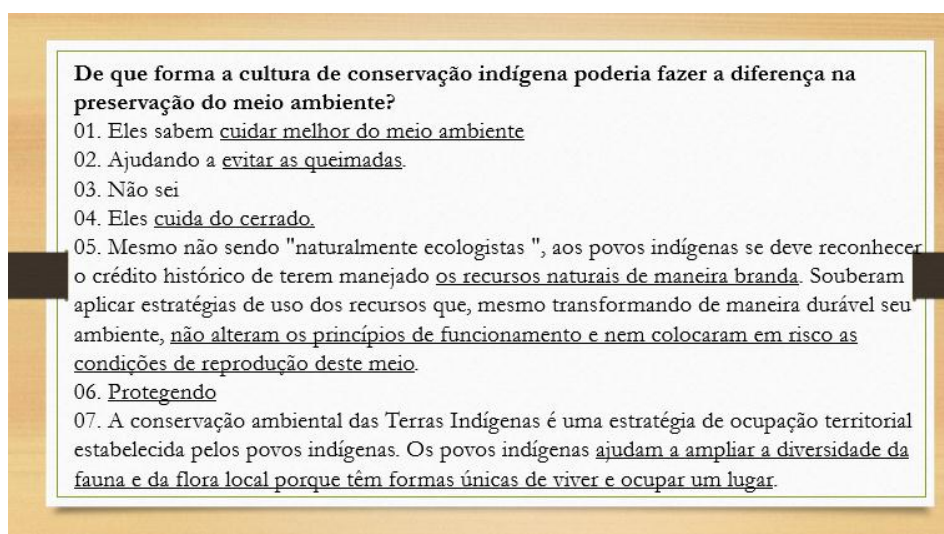 De que forma a cultura de conservação indígena poderia fazer a diferença na
preservação do meio ambiente?
01. Eles sabem cuidar melhor do meio ambiente
02. Ajudando a evitar as queimadas.
03. Não sei
04. Eles cuida do cerrado.
05. Mesmo não sendo "naturalmente ecologistas ", aos povos indígenas se deve reconhecer
o crédito histórico de terem manejado os recursos naturais de maneira branda. Souberam
aplicar estratégias de uso dos recursos que, mesmo transformando de maneira durável seu
ambiente, não alteram os princípios de funcionamento e nem colocaram em risco as
condições de reprodução deste meio.
06. Protegendo
07. A conservação ambiental das Terras Indígenas é uma estratégia de ocupação territorial
estabelecida pelos povos indígenas. Os povos indígenas ajudam a ampliar a diversidade da
fauna e da flora local porque têm formas únicas de viver e ocupar um lugar.